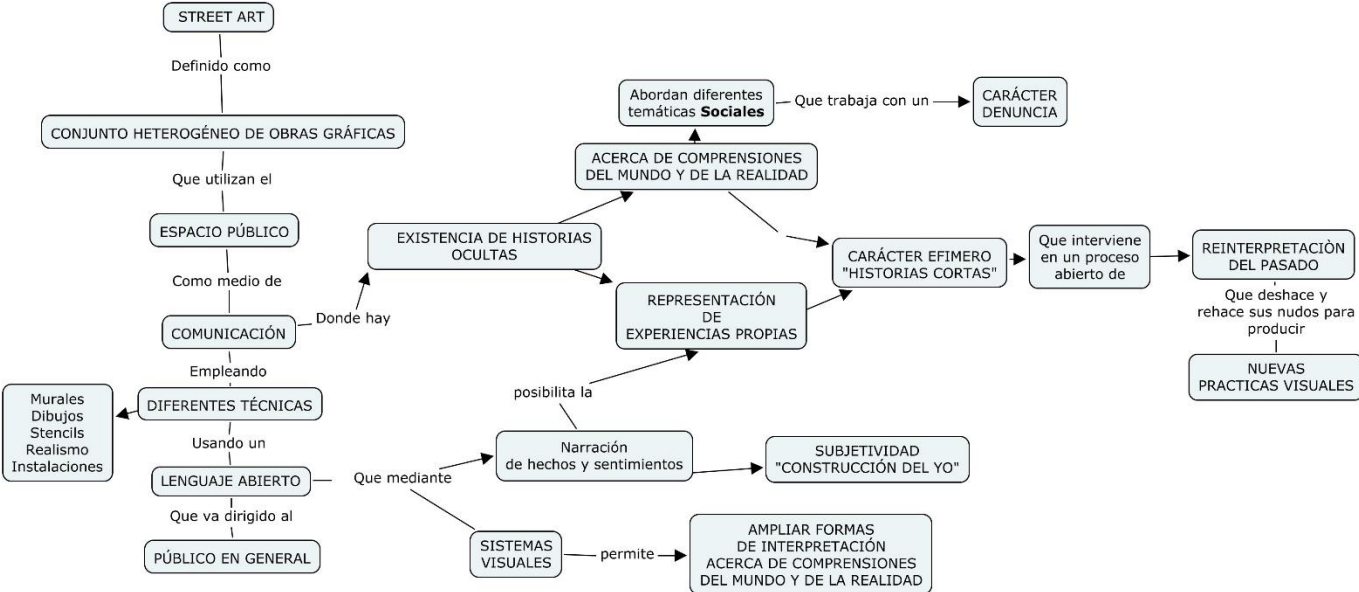 STREET ART
Definido como
CONJUNTO HETEROGÉNEO DE OBRAS GRÁFICAS
Que utilizan el
ESPACIO PÚBLICO
Como medio de
COMUNICACIÓN
Donde hay
Empleando
DIFERENTES TÉCNICAS
Murales
Dibujos
Stencils
Realismo
Instalaciones
Usando un
LENGUAJE ABIERTO
Que va dirigido al
PÚBLICO EN GENERAL
EXISTENCIA DE HISTORIAS
OCULTAS
ACERCA DE COMPRENSIONES
DEL MUNDO Y DE LA REALIDAD
Abordan diferentes
temáticas Sociales
Que trabaja con un
CARÁCTER
DENUNCIA
REPRESENTACIÓN
DE
EXPERIENCIAS PROPIAS
CARÁCTER EFIMERO
"HISTORIAS CORTAS"
Que interviene
en un proceso
abierto de
REINTERPRETACIÒN
DEL PASADO
Que deshace y
rehace sus nudos para
producir
NUEVAS
PRACTICAS VISUALES
Que mediante
posibilita la
Narración
de hechos y sentimientos
SUBJETIVIDAD
"CONSTRUCCIÓN DEL YO"
SISTEMAS
VISUALES
permite
AMPLIAR FORMAS
DE INTERPRETACIÓN
ACERCA DE COMPRENSIONES
DEL MUNDO Y DE LA REALIDAD